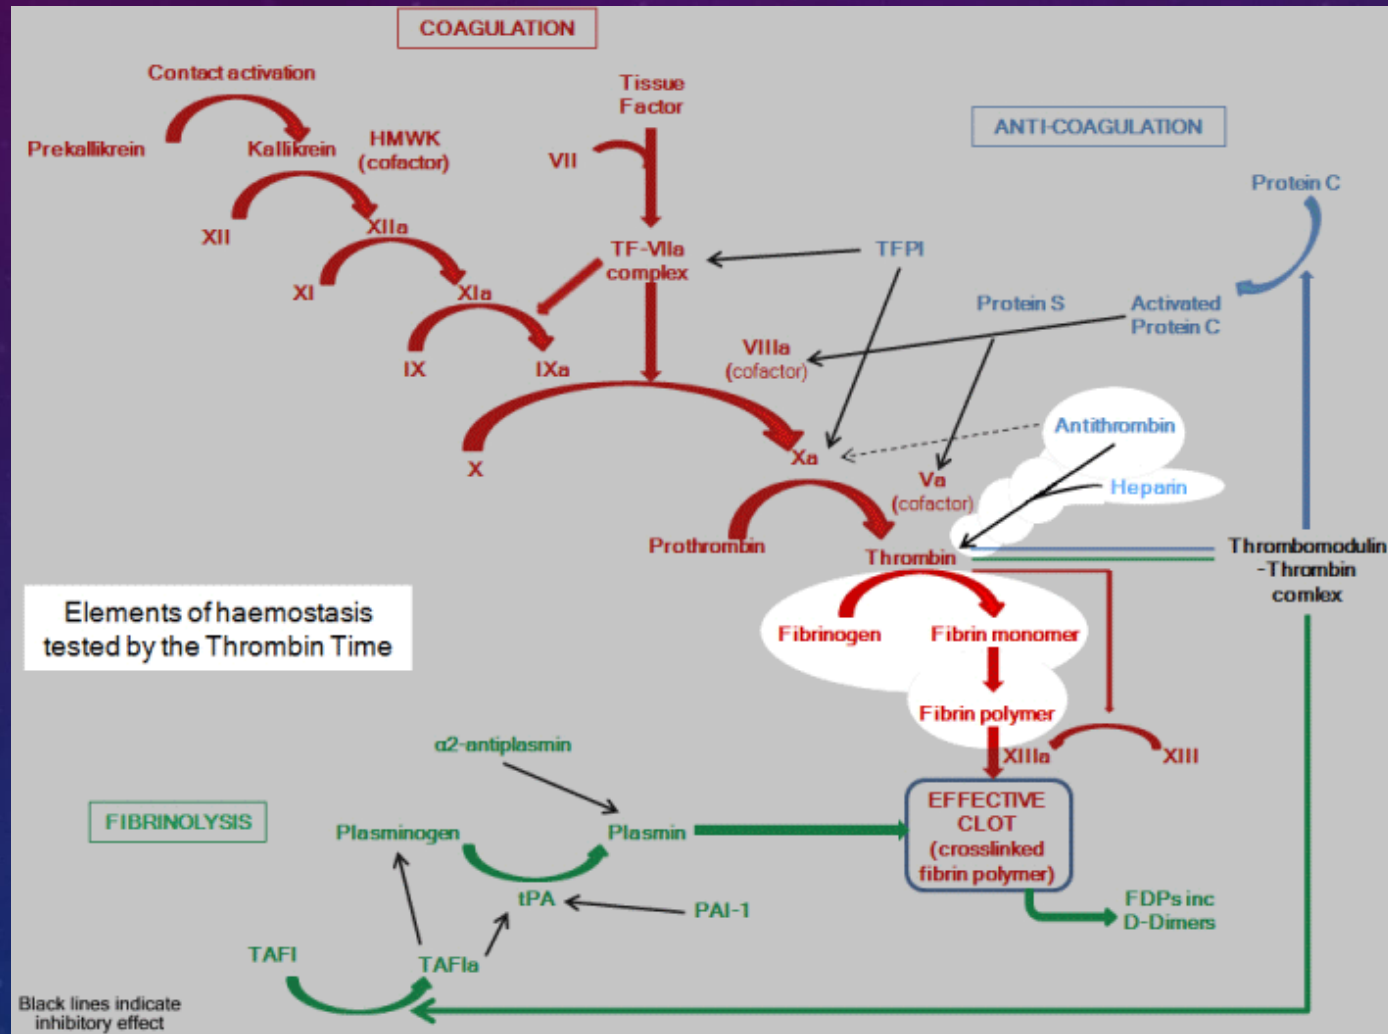 COAGULATION
Contact activation
Prekallikrein
Kallikrein
HMWK
(cofactor)
Tissue
Factor
VII
XII
XIIa
TF-VIIa
complex
XI
XIa
IX
IXa
X
Xa
VIIIa
(cofactor)
ANTI-COAGULATION
Protein C
TFPI
Protein S
Activated
Protein C
Antithrombin
Heparin
Va
(cofactor)
Prothrombin
Thrombin
Thrombomodulin
-Thrombin
comlex
Elements of haemostasis
tested by the Thrombin Time
Fibrinogen
Fibrin monomer
Fibrin polymer
XIIIa
XIII
EFFECTIVE
CLOT
(crosslinked
fibrin polymer)
FDPs inc
D-Dimers
FIBRINOLYSIS
α2-antiplasmin
Plasminogen
Plasmin
tPA
PAI-1
TAFI
TAFIa
Black lines indicate
inhibitory effect